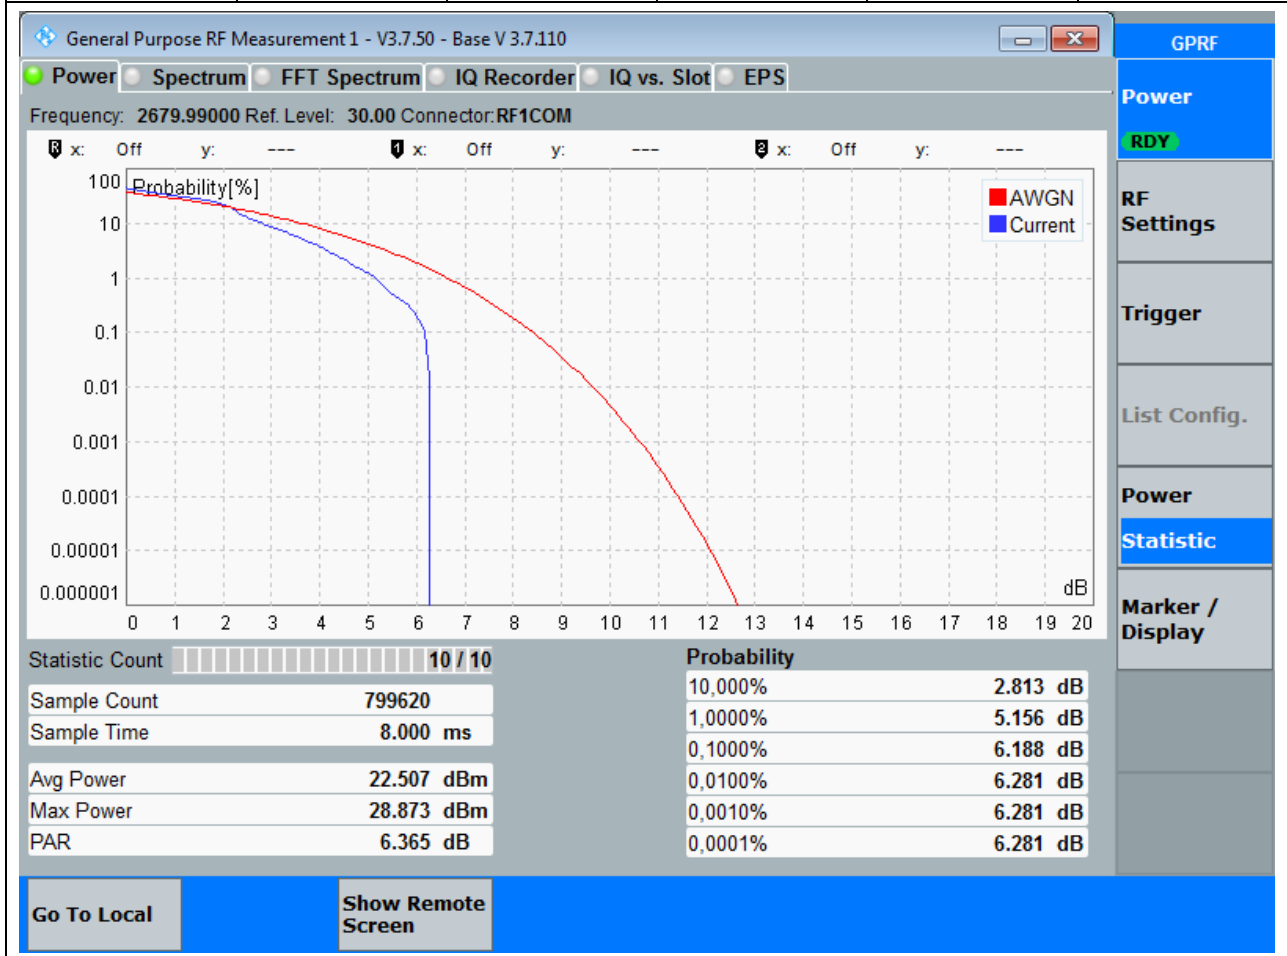 General Purpose RF Measurement 1 - V3.7.50 - Base V 3.7.110
GPRF
Power Spectrum FFT Spectrum IQ Recorder IQ vs. Slot EPS
Frequency: 2679.99000 Ref. Level: 30.00 Connector: RF1COM
Power
RDY
R x: Off y: --- 1 x: Off y: --- 2 x: Off y: ---
Probability[%]
AWGN
Current
100
10
1
0.1
0.01
0.001
0.0001
0.00001
0.000001
dB
0 1 2 3 4 5 6 7 8 9 10 11 12 13 14 15 16 17 18 19 20
RF
Settings
Trigger
List Config.
Power
Statistic
Marker /
Display
Statistic Count 10 / 10
Sample Count 799620
Sample Time 8.000 ms
Avg Power 22.507 dBm
Max Power 28.873 dBm
PAR 6.365 dB
Probability
10,000% 2.813 dB
1,0000% 5.156 dB
0,1000% 6.188 dB
0,0100% 6.281 dB
0,0010% 6.281 dB
0,0001% 6.281 dB
Go To Local
Show Remote
Screen